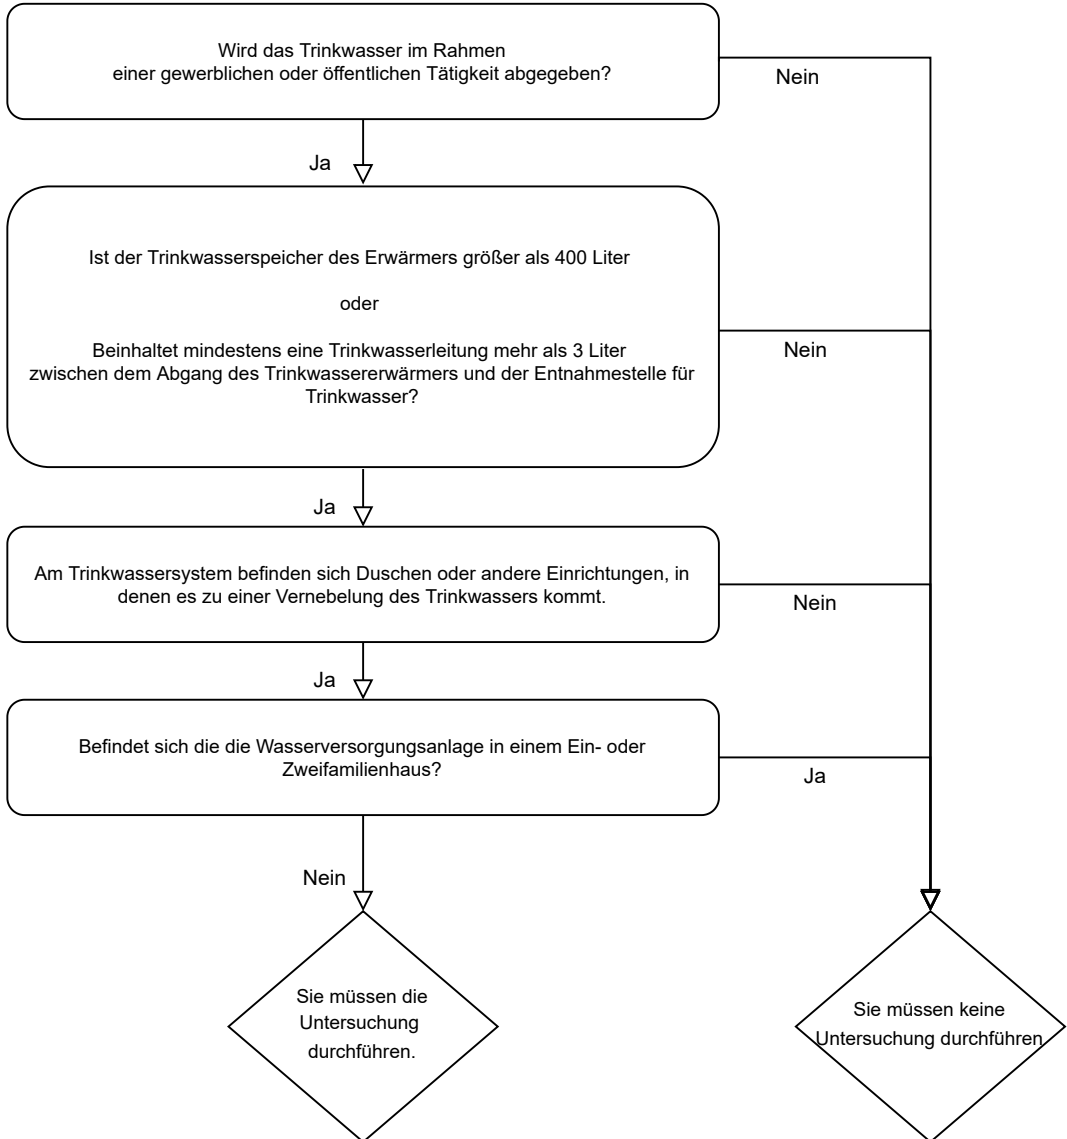 Wird das Trinkwasser im Rahmen
einer gewerblichen oder öffentlichen Tätigkeit abgegeben?
Nein
Ja
Ist der Trinkwasserspeicher des Erwärmers größer als 400 Liter
oder
Beinhaltet mindestens eine Trinkwasserleitung mehr als 3 Liter
zwischen dem Abgang des Trinkwassererwärmers und der Entnahmestelle für
Trinkwasser?
Nein
Ja
Am Trinkwassersystem befinden sich Duschen oder andere Einrichtungen, in
denen es zu einer Vernebelung des Trinkwassers kommt.
Nein
Ja
Befindet sich die die Wasserversorgungsanlage in einem Ein- oder
Zweifamilienhaus?
Ja
Nein
Sie müssen die
Untersuchung
durchführen.
Sie müssen keine
Untersuchung durchführen